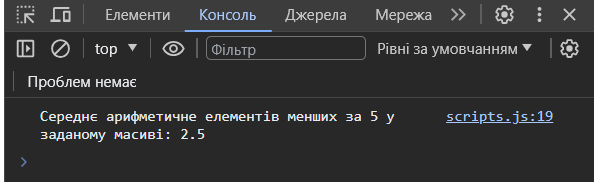 Елементи Консоль Джерела Мережа
top Фільтр Рівні за умовчанням
Проблем немає
Середнє арифметичне елементів менших за 5 у scripts.js:19
заданому масиві: 2.5